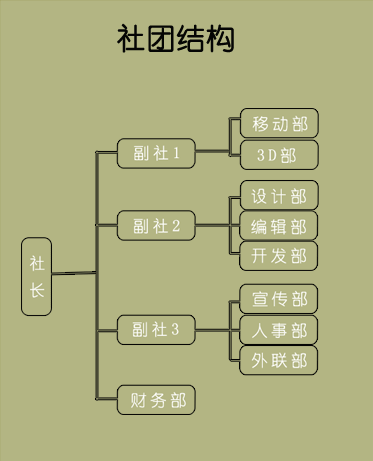 社团结构
社长
副社1
移动部
3D部
副社2
设计部
编辑部
开发部
副社3
宣传部
人事部
外联部
财务部